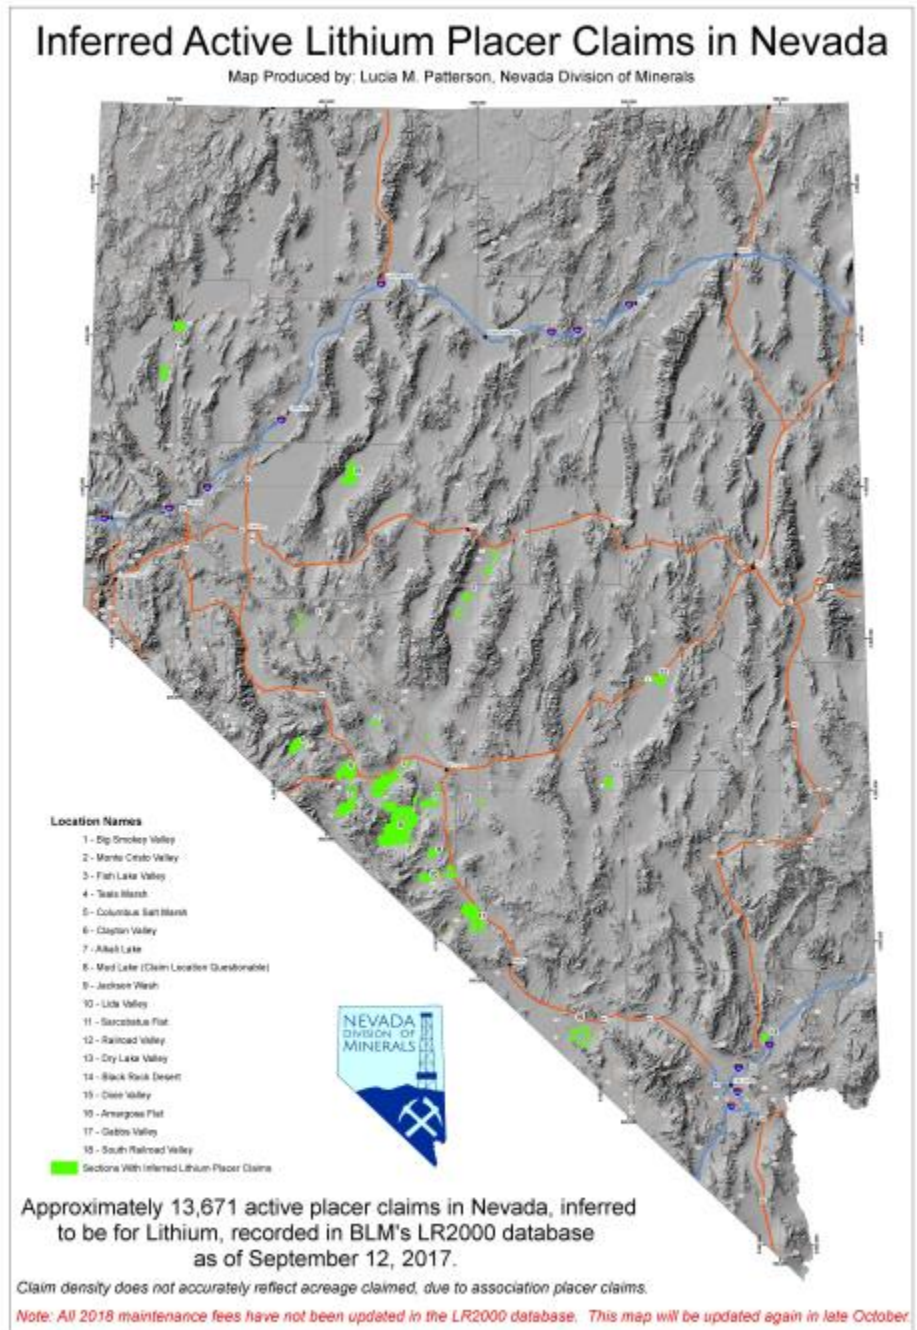 Inferred Active Lithium Placer Claims in Nevada
Map Produced by: Lucia M. Patterson, Nevada Division of Minerals
Location Names
1 - Big Smokey Valley
2 - Monte Cristo Valley
3 - Fish Lake Valley
4 - Teels Marsh
5 - Columbus Salt Marsh
6 - Clayton Valley
7 - Alkali Lake
8 - Mud Lake (Claim Location Questionable)
9 - Jackson Wash
10 - Lida Valley
11 - Sarcobatus Flat
12 - Railroad Valley
13 - Dry Lake Valley
14 - Black Rock Desert
15 - Dixie Valley
16 - Amargosa Flat
17 - Gabbs Valley
18 - South Railroad Valley
Sections With Inferred Lithium Placer Claims
NEVADA
DIVISION OF
MINERALS
Approximately 13,671 active placer claims in Nevada, inferred
to be for Lithium, recorded in BLM's LR2000 database
as of September 12, 2017.
Claim density does not accurately reflect acreage claimed, due to association placer claims.
Note: All 2018 maintenance fees have not been updated in the LR2000 database. This map will be updated again in late October.